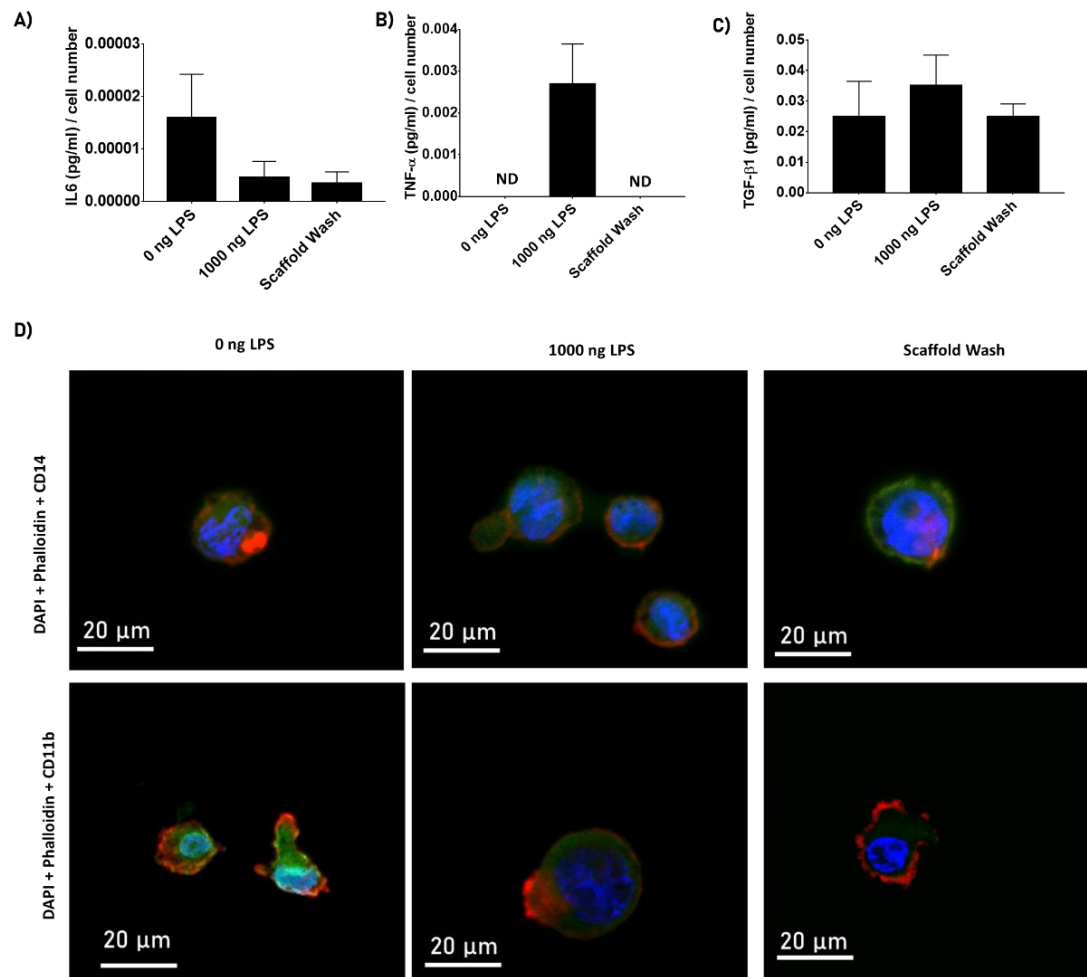 A)
IL6 (pg/ml) / cell number
0.00003
0.00002
0.00001
0.00000
0 ng LPS
1000 ng LPS
Scaffold Wash
B)
TNF-α (pg/ml) / cell number
0.004
0.003
0.002
0.001
0.000
ND
ND
0 ng LPS
1000 ng LPS
Scaffold Wash
C)
TGF-β1 (pg/ml) / cell number
0.05
0.04
0.03
0.02
0.01
0.00
0 ng LPS
1000 ng LPS
Scaffold Wash
D)
0 ng LPS
1000 ng LPS
Scaffold Wash
DAPI + Phalloidin + CD14
20 µm
20 µm
20 µm
DAPI + Phalloidin + CD11b
20 µm
20 µm
20 µm